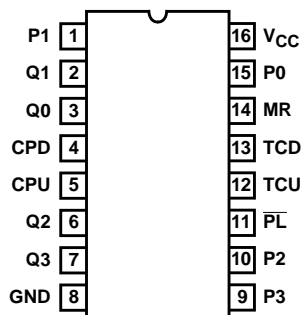 P1 1 16 VCC
Q1 2 15 P0
Q0 3 14 MR
CPD 4 13 TCD
CPU 5 12 TCU
Q2 6 11 P̅L̅
Q3 7 10 P2
GND 8 9 P3